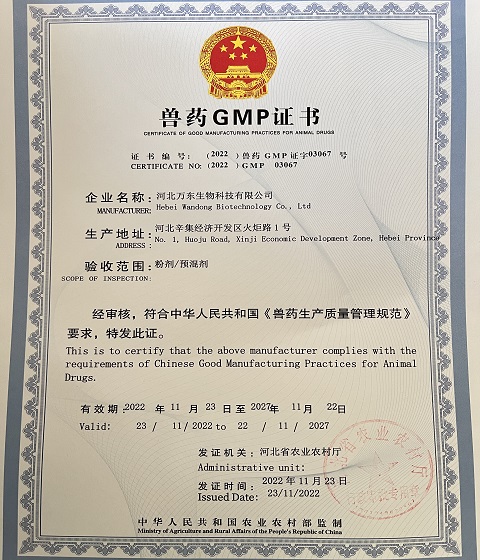 兽药GMP证书
CERTIFICATE OF GOOD MANUFACTURING PRACTICES FOR ANIMAL DRUGS
证 书 编 号: (2022 )兽药 GMP 证字03067 号
CERTIFICATE NO: (2022 )GMP 03067
企业名称: 河北万东生物科技有限公司
MANUFACTURER: Hebei Wandong Biotechnology Co., Ltd
生产地址: 河北辛集经济开发区火炬路1号
ADDRESS: No. 1, Huoju Road, Xinji Economic Development Zone, Hebei Province
验收范围: 粉剂/预混剂
SCOPE OF INSPECTION:
经审核，符合中华人民共和国《兽药生产质量管理规范》
要求，特发此证。
This is to certify that the above manufacturer complies with the
requirements of Chinese Good Manufacturing Practices for Animal
Drugs.
有 效 期: 2022 年 11 月 23 日至 2027 年 11 月 22 日
Valid: 23 / 11 / 2022 to 22 / 11 / 2027
发证机关: 河北省农业农村厅
Administrative unit:
发证时间: 2022 年 11 月 23 日
Issued Date: 23/11/2022
省农业农村厅
中华人民共和国农业农村部监制
Ministry of Agriculture and Rural Affairs of the People's Republic of China